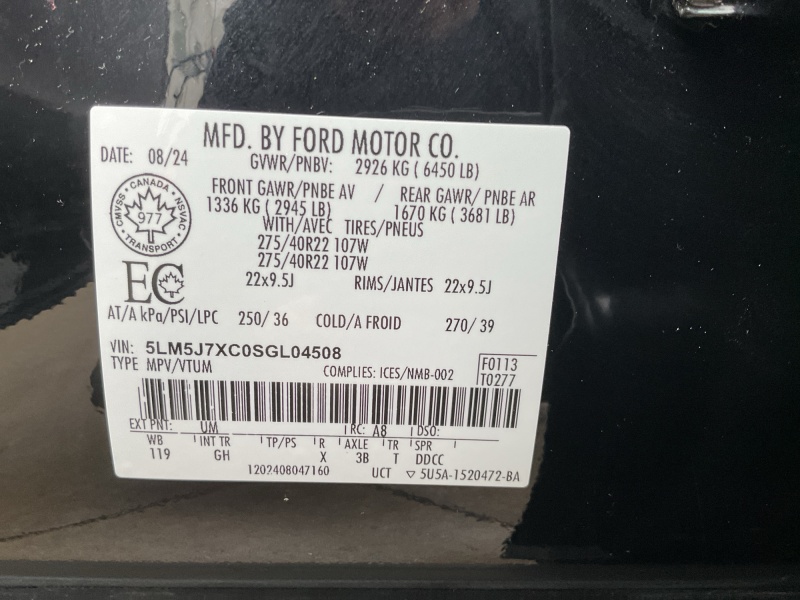 MFD. BY FORD MOTOR CO.
DATE: 08/24
GVWR/PNBV: 2926 KG ( 6450 LB)
FRONT GAWR/PNBE AV / REAR GAWR/ PNBE AR
1336 KG ( 2945 LB) 1670 KG ( 3681 LB)
WITH/AVEC TIRES/PNEUS
275/40R22 107W
275/40R22 107W
22x9.5J RIMS/JANTES 22x9.5J
CANADA
CMVSS NSVAC
977
TRANSPORT
EC
AT/A kPa/PSI/LPC 250/ 36 COLD/A FROID 270/ 39
VIN: 5LM5J7XC0SGL04508
TYPE MPV/VTUM
COMPLIES: ICES/NMB-002
F0113
T0277
EXT PNT: UM RC: A8 DSO:
WB INT TR TP/PS R AXLE TR SPR
119 GH X 3B T DDCC
1202408047160 UCT ▽ 5U5A-1520472-BA